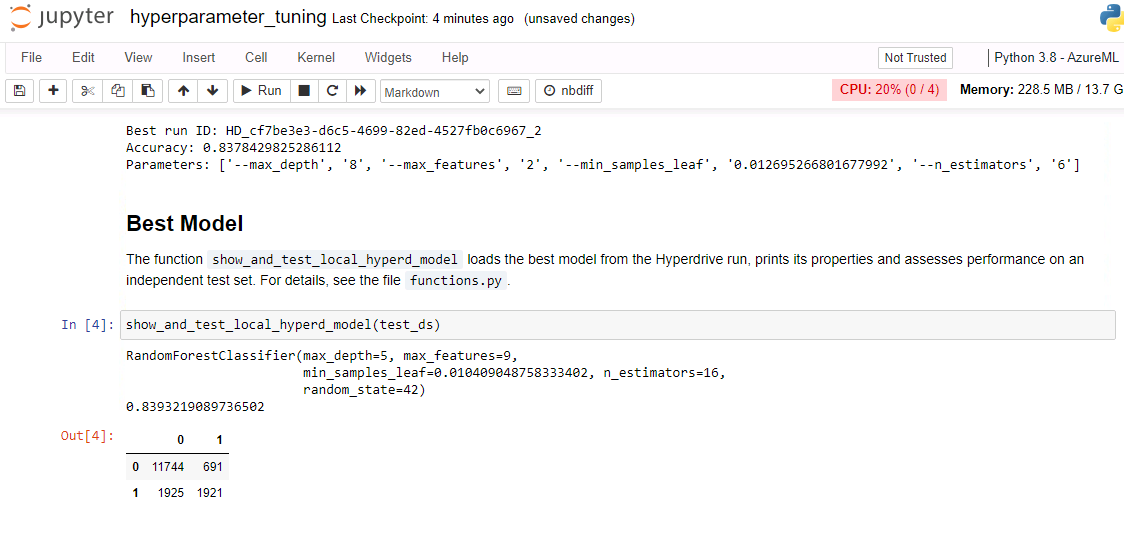 jupyter hyperparameter_tuning Last Checkpoint: 4 minutes ago (unsaved changes)
File Edit View Insert Cell Kernel Widgets Help Not Trusted Python 3.8 - AzureML
Run Markdown nbdiff CPU: 20% (0 / 4) Memory: 228.5 MB / 13.7 G
Best run ID: HD_cf7be3e3-d6c5-4699-82ed-4527fb0c6967_2
Accuracy: 0.8378429825286112
Parameters: ['--max_depth', '8', '--max_features', '2', '--min_samples_leaf', '0.012695266801677992', '--n_estimators', '6']
Best Model
The function show_and_test_local_hyperd_model loads the best model from the Hyperdrive run, prints its properties and assesses performance on an
independent test set. For details, see the file functions.py.
In [4]: show_and_test_local_hyperd_model(test_ds)
RandomForestClassifier(max_depth=5, max_features=9,
min_samples_leaf=0.010409048758333402, n_estimators=16,
random_state=42)
0.8393219089736502
Out[4]: 0 1
0 11744 691
1 1925 1921